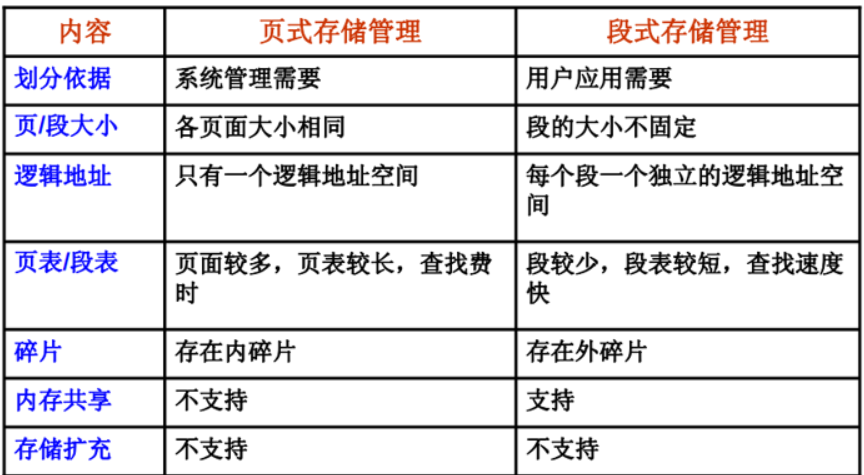 内容 页式存储管理 段式存储管理
划分依据 系统管理需要 用户应用需要
页/段大小 各页面大小相同 段的大小不固定
逻辑地址 只有一个逻辑地址空间 每个段一个独立的逻辑地址空
间
页表/段表 页面较多，页表较长，查找费 段较少，段表较短，查找速度
时 快
碎片 存在内碎片 存在外碎片
内存共享 不支持 支持
存储扩充 不支持 不支持